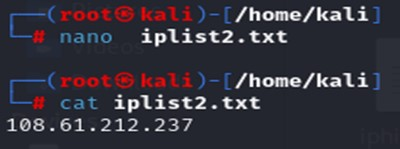 ┌──(root㉿kali)-[/home/kali]
└─# nano  iplist2.txt
┌──(root㉿kali)-[/home/kali]
└─# cat iplist2.txt
108.61.212.237